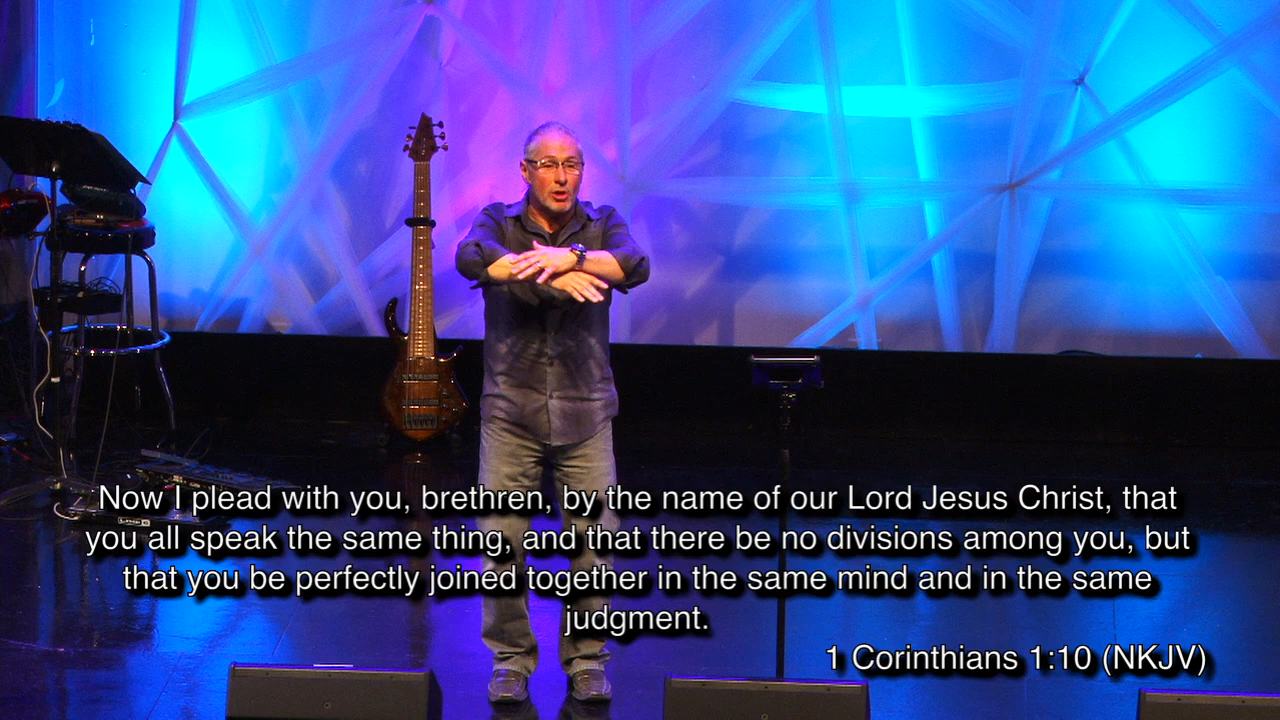 Now I plead with you, brethren, by the name of our Lord Jesus Christ, that
you all speak the same thing, and that there be no divisions among you, but
that you be perfectly joined together in the same mind and in the same
judgment.
1 Corinthians 1:10 (NKJV)